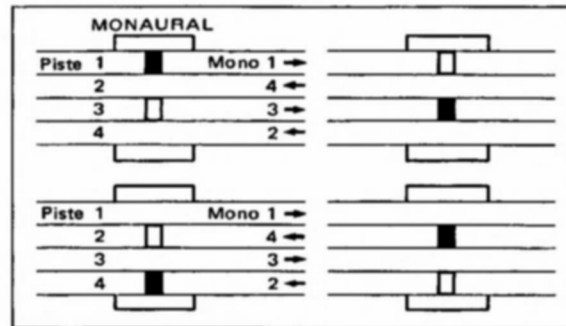 MONAURAL
Piste 1 Mono 1 →
2 4 ←
3 3 →
4 2 ←
Piste 1 Mono 1 →
2 4 ←
3 3 →
4 2 ←